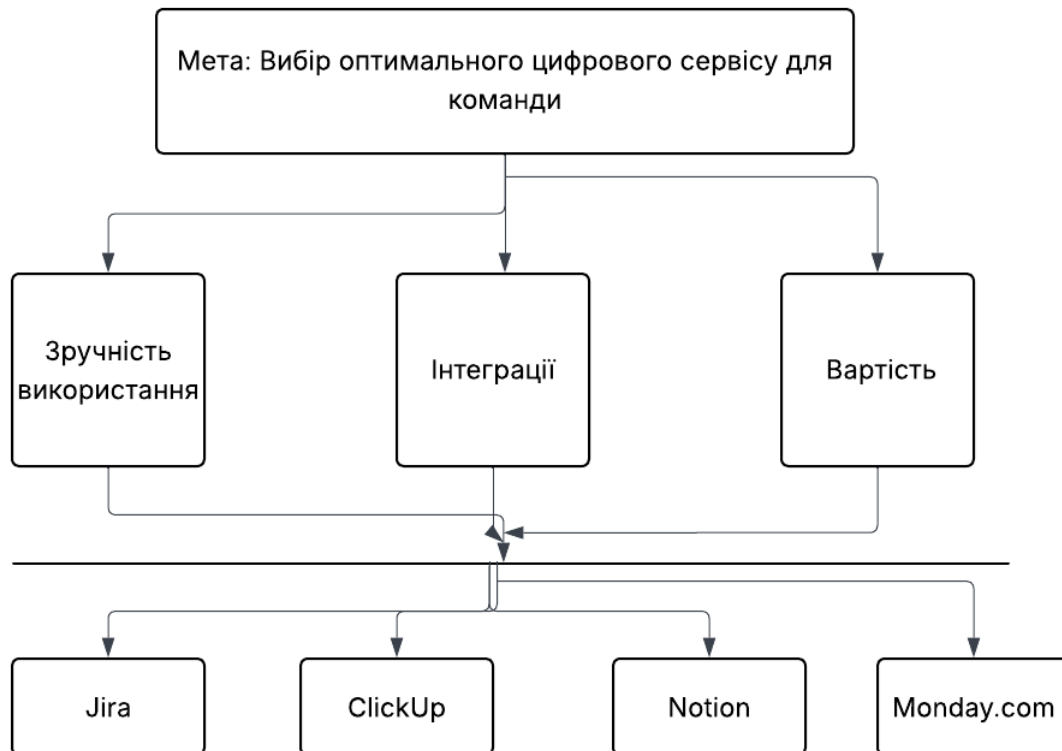 Мета: Вибір оптимального цифрового сервісу для
команди
Зручність
використання
Інтеграції
Вартість
Jira
ClickUp
Notion
Monday.com